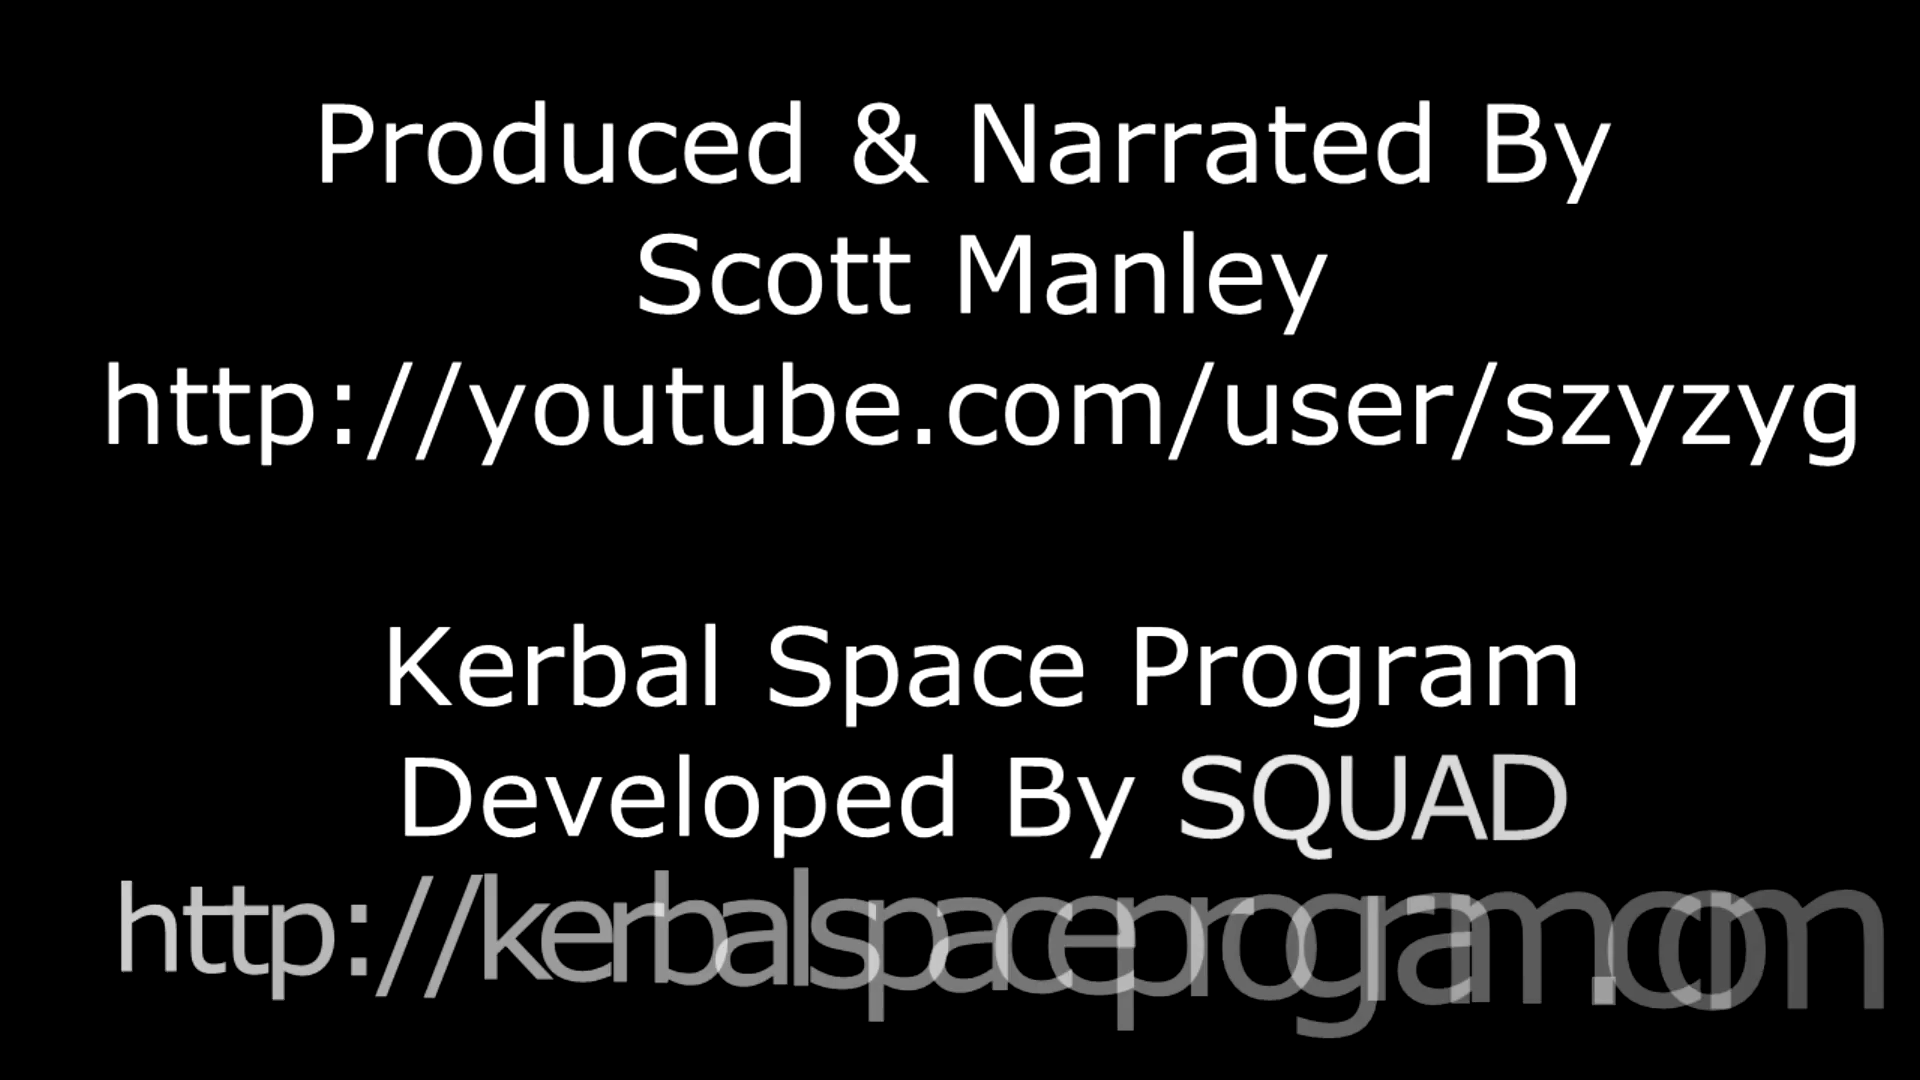 Produced & Narrated By
Scott Manley
http://youtube.com/user/szyzyg
Kerbal Space Program
Developed By SQUAD
http://kerbalspaceprogram.com